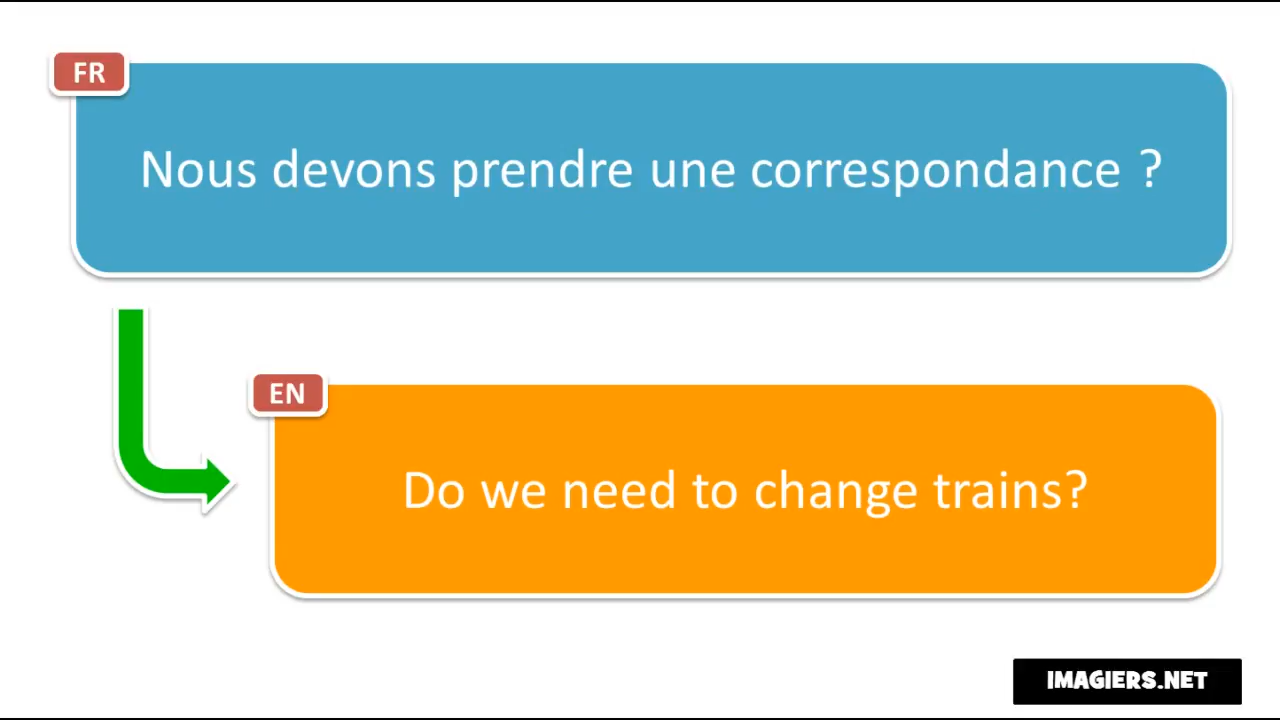 FR
Nous devons prendre une correspondance ?
EN
Do we need to change trains?
IMAGIERS.NET